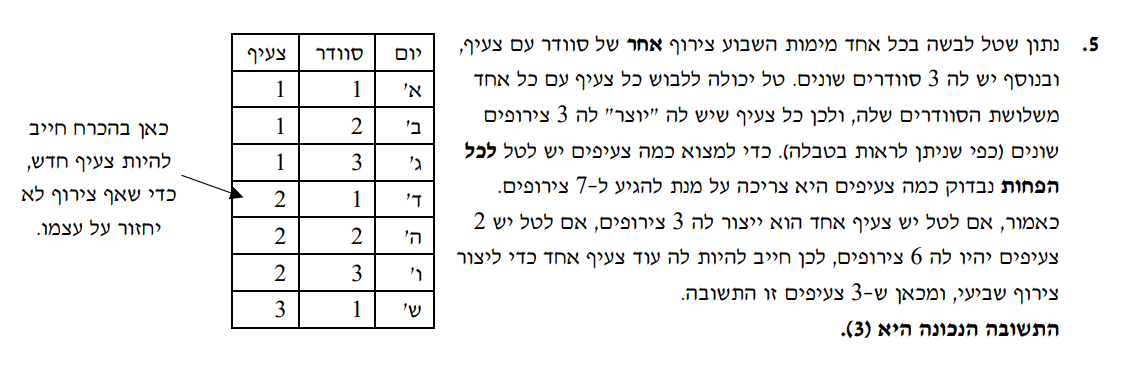 5. נתון שטל לבשה בכל אחד מימות השבוע צירוף אחר של סוודר עם צעיף,
ובנוסף יש לה 3 סוודרים שונים. טל יכולה ללבוש כל צעיף עם כל אחד
משלושת הסוודרים שלה, ולכן כל צעיף שיש לה "יוצר" לה 3 צירופים
שונים (כפי שניתן לראות בטבלה). כדי למצוא כמה צעיפים יש לטל לכל
הפחות נבדוק כמה צעיפים היא צריכה על מנת להגיע ל-7 צירופים.
כאמור, אם לטל יש צעיף אחד הוא ייצור לה 3 צירופים, אם לטל יש 2
צעיפים יהיו לה 6 צירופים, לכן חייב להיות לה עוד צעיף אחד כדי ליצור
צירוף שביעי, ומכאן ש-3 צעיפים זו התשובה.
התשובה הנכונה היא (3).
יום סוודר צעיף
א' 1 1
ב' 2 1
ג' 3 1
ד' 1 2
ה' 2 2
ו' 3 2
ש' 1 3
כאן בהכרח חייב
להיות צעיף חדש,
כדי שאף צירוף לא
יחזור על עצמו.